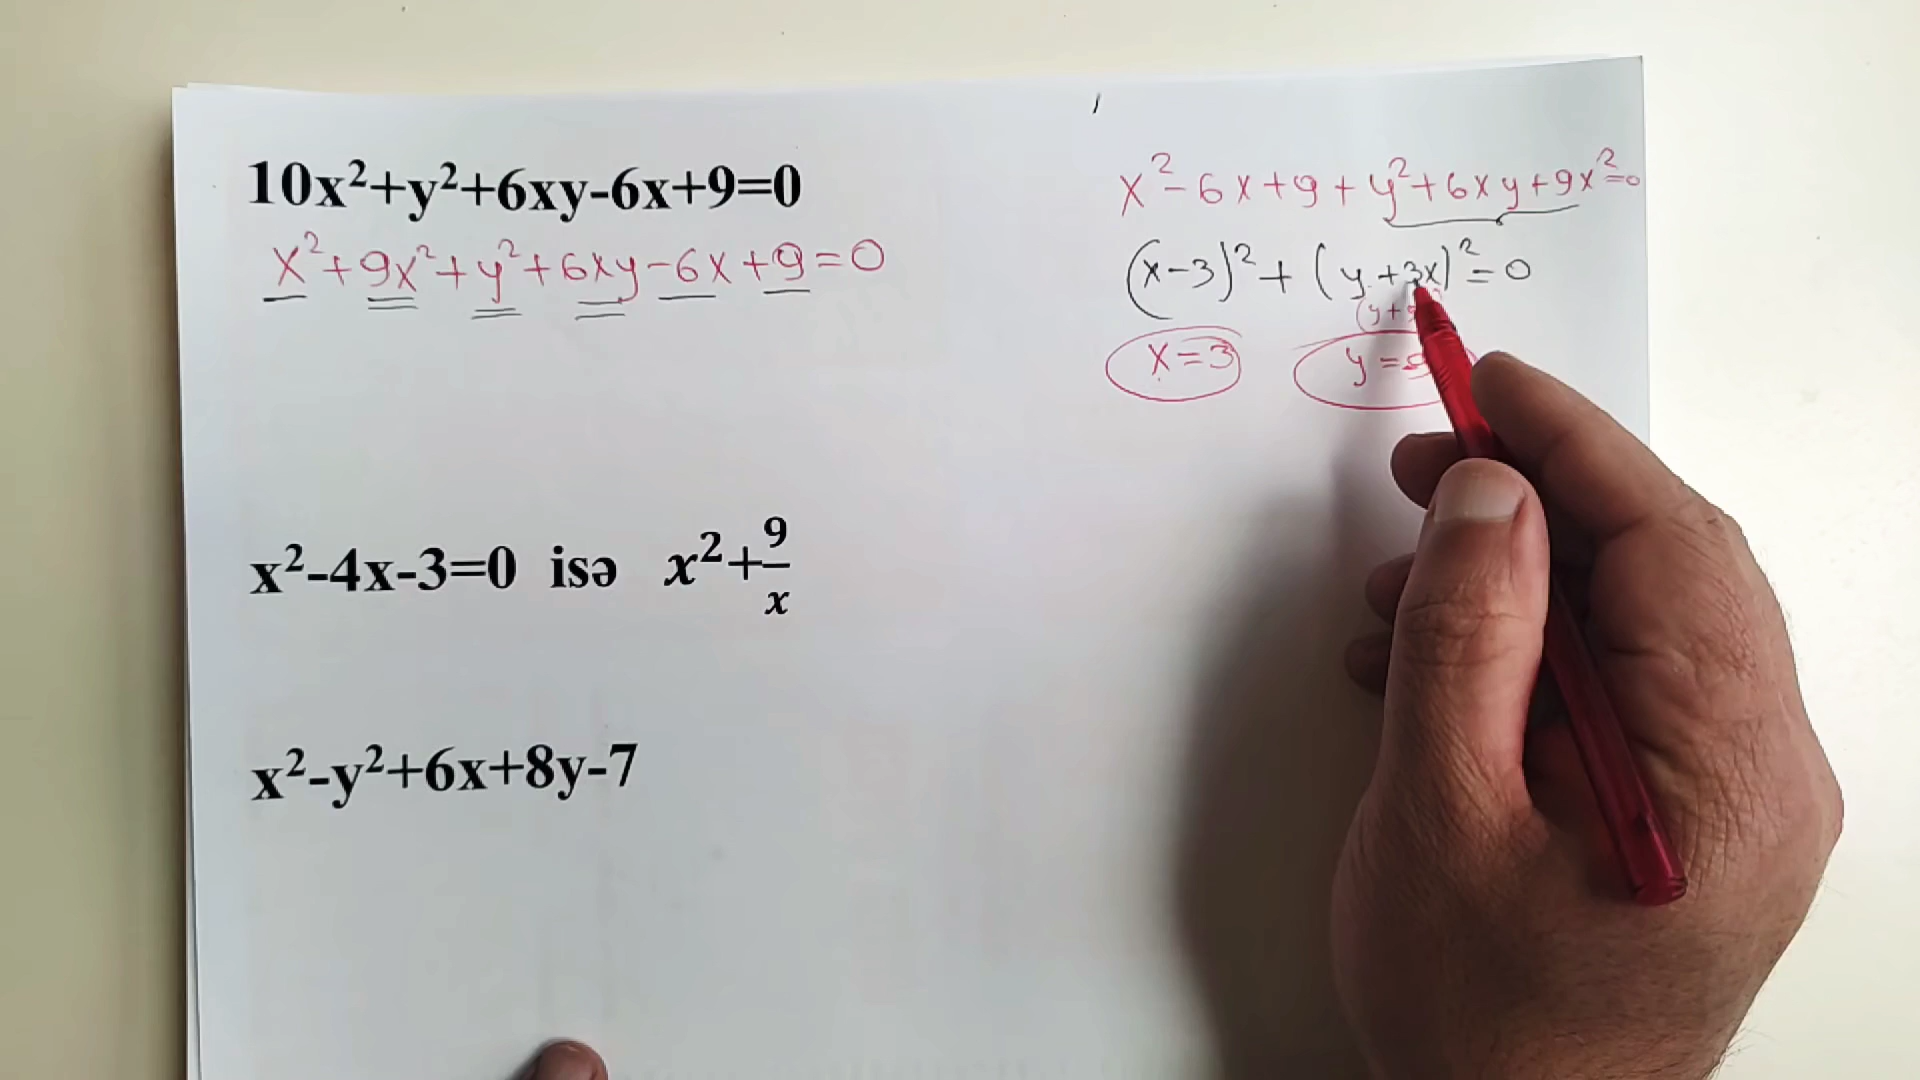 10x²+y²+6xy-6x+9=0
x²+9x²+y²+6xy-6x+9=0
x²-6x+9+y²+6xy+9x²=0
(x-3)²+(y+3x)²=0
(y+
x=3 y=
x²-4x-3=0 isə x²+9/x
x²-y²+6x+8y-7